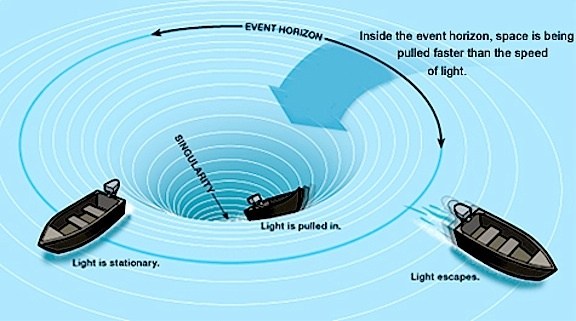 EVENT HORIZON
Inside the event horizon, space is being
pulled faster than the speed
of light.
SINGULARITY
Light is pulled in.
Light is stationary.
Light escapes.